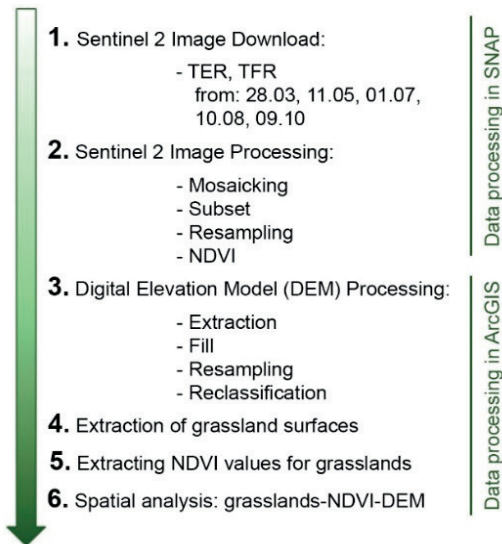 1. Sentinel 2 Image Download:
- TER, TFR
from: 28.03, 11.05, 01.07,
10.08, 09.10
2. Sentinel 2 Image Processing:
- Mosaicking
- Subset
- Resampling
- NDVI
Data processing in SNAP
3. Digital Elevation Model (DEM) Processing:
- Extraction
- Fill
- Resampling
- Reclassification
4. Extraction of grassland surfaces
5. Extracting NDVI values for grasslands
6. Spatial analysis: grasslands-NDVI-DEM
Data processing in ArcGIS